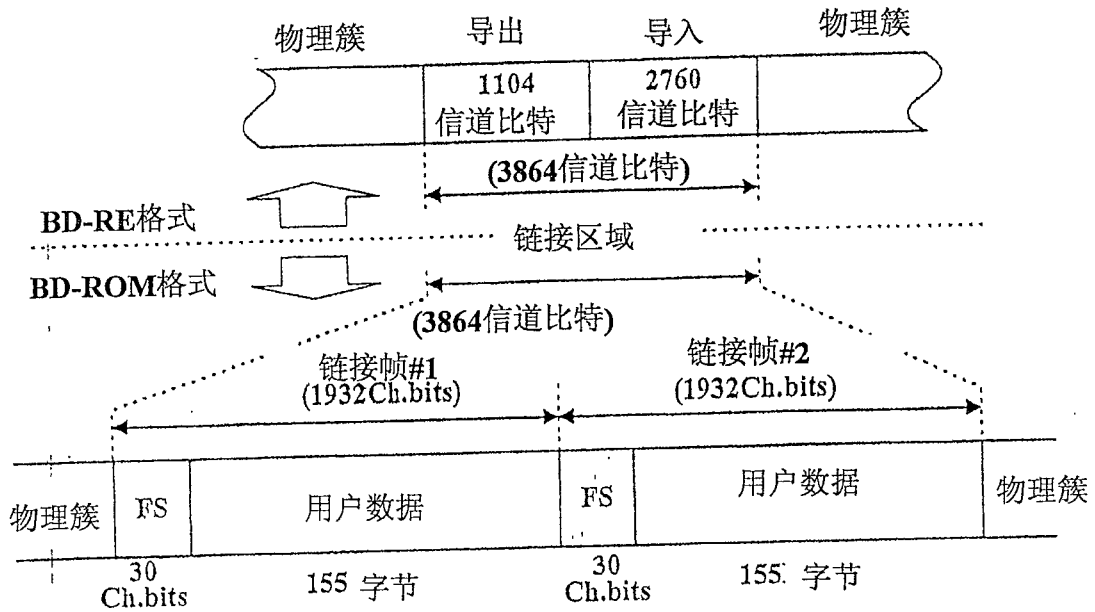 物理簇 导出 导入 物理簇
1104
信道比特
2760
信道比特
(3864信道比特)
BD-RE格式
链接区域
BD-ROM格式
(3864信道比特)
链接帧#1
(1932Ch.bits)
链接帧#2
(1932Ch.bits)
物理簇 FS 用户数据 FS 用户数据 物理簇
30
Ch.bits
155 字节
30
Ch.bits
155 字节